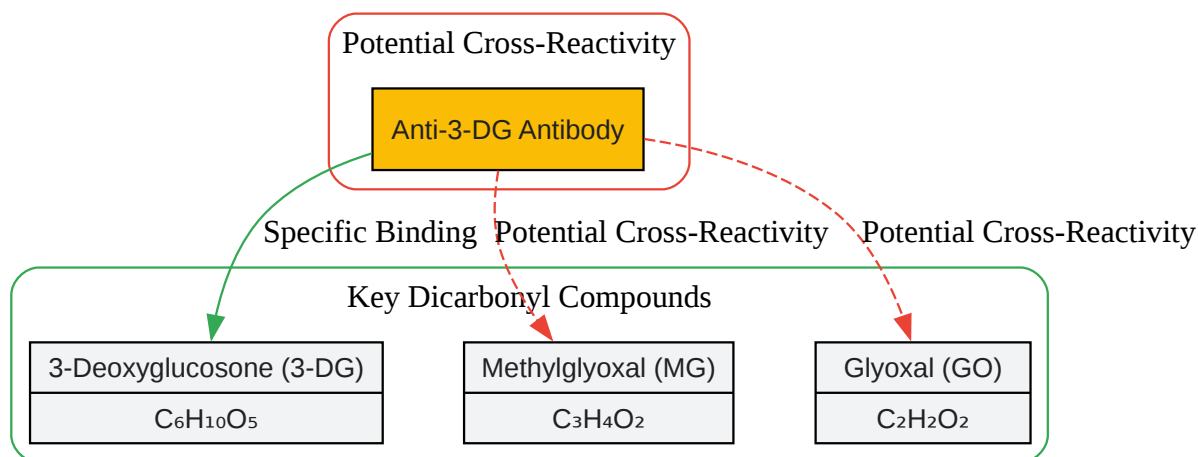 Potential Cross-Reactivity
Anti-3-DG Antibody
Specific Binding
Potential Cross-Reactivity
Potential Cross-Reactivity
Key Dicarbonyl Compounds
3-Deoxyglucosone (3-DG)
C₆H₁₀O₅
Methylglyoxal (MG)
C₃H₄O₂
Glyoxal (GO)
C₂H₂O₂